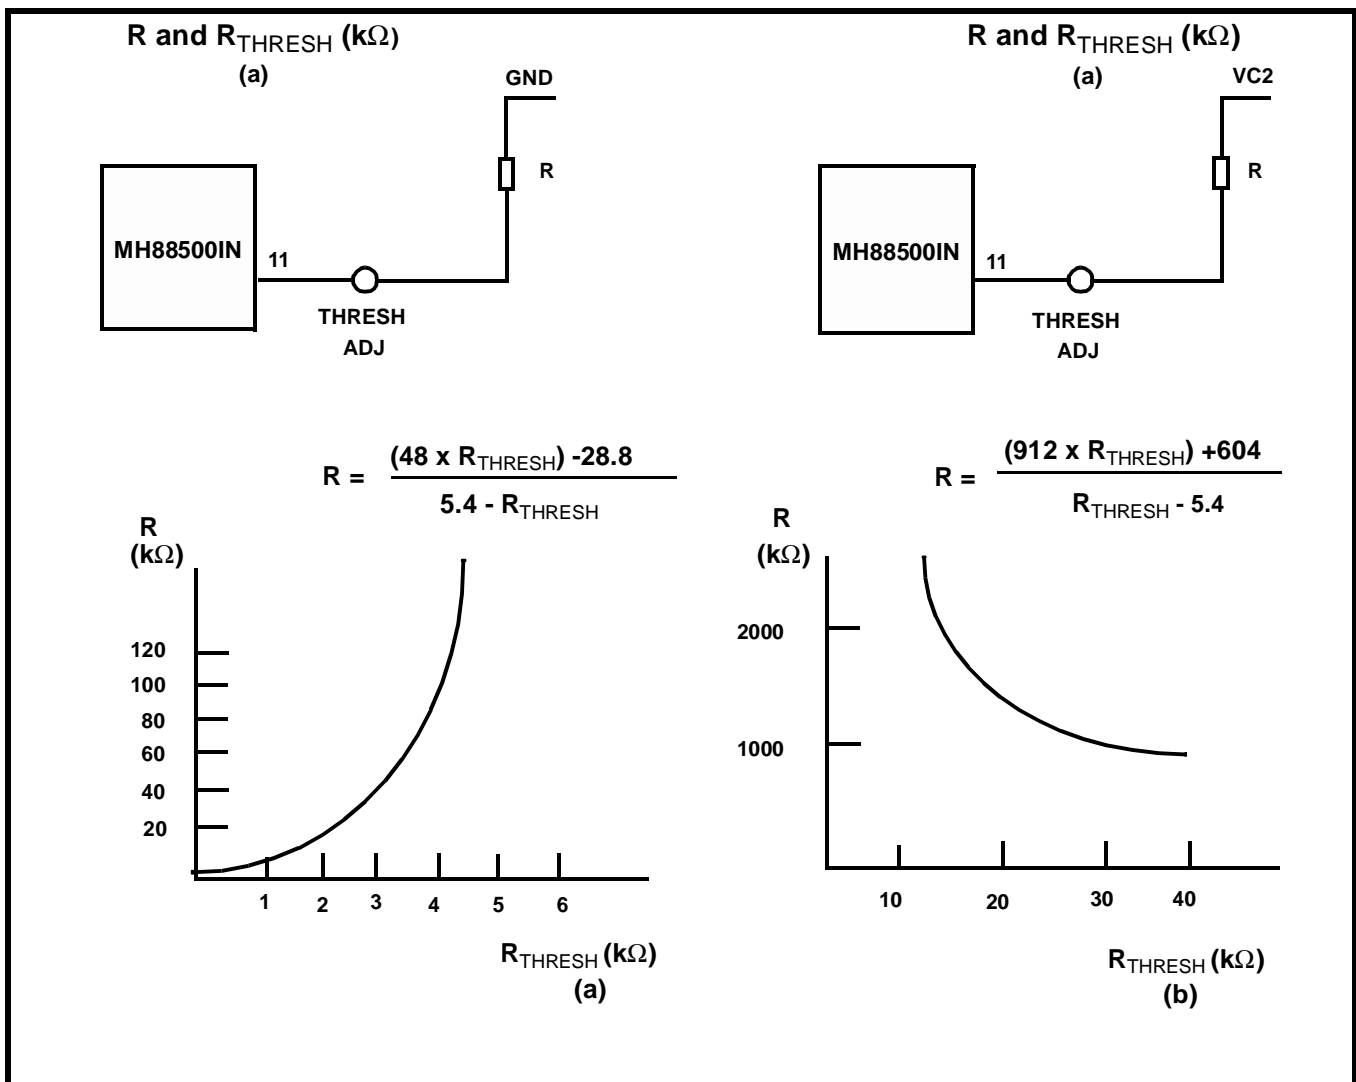 R and RTHRESH (kΩ)
(a)
GND
R
MH88500IN
11
THRESH
ADJ
R = (48 x RTHRESH) -28.8
5.4 - RTHRESH
R
(kΩ)
120
100
80
60
40
20
1 2 3 4 5 6
RTHRESH (kΩ)
(a)
R and RTHRESH (kΩ)
(a)
VC2
R
MH88500IN
11
THRESH
ADJ
R = (912 x RTHRESH) +604
RTHRESH - 5.4
R
(kΩ)
2000
1000
10 20 30 40
RTHRESH (kΩ)
(b)